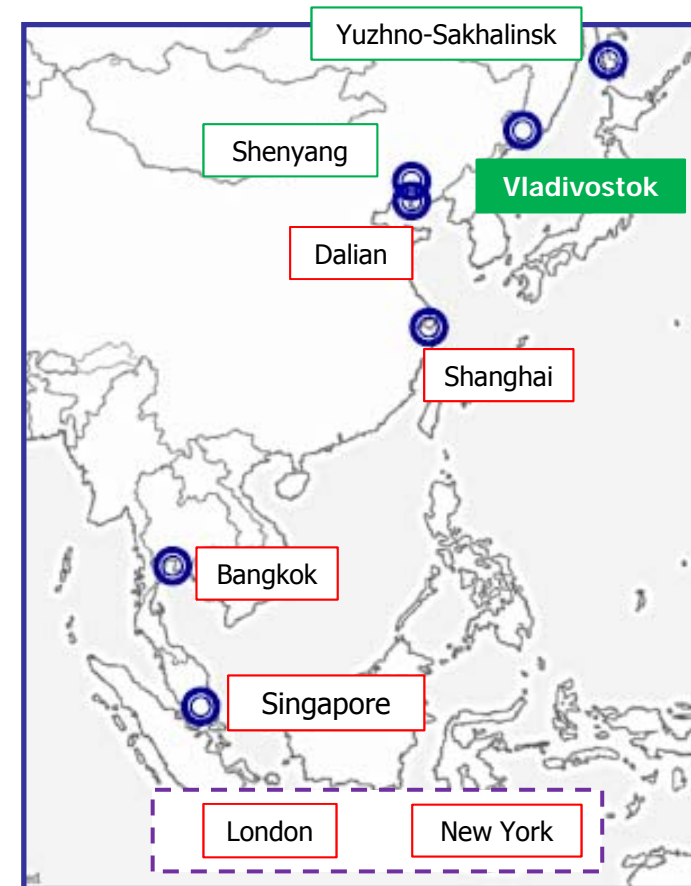 Yuzhno-Sakhalinsk
Shenyang
Vladivostok
Dalian
Shanghai
Bangkok
Singapore
London
New York